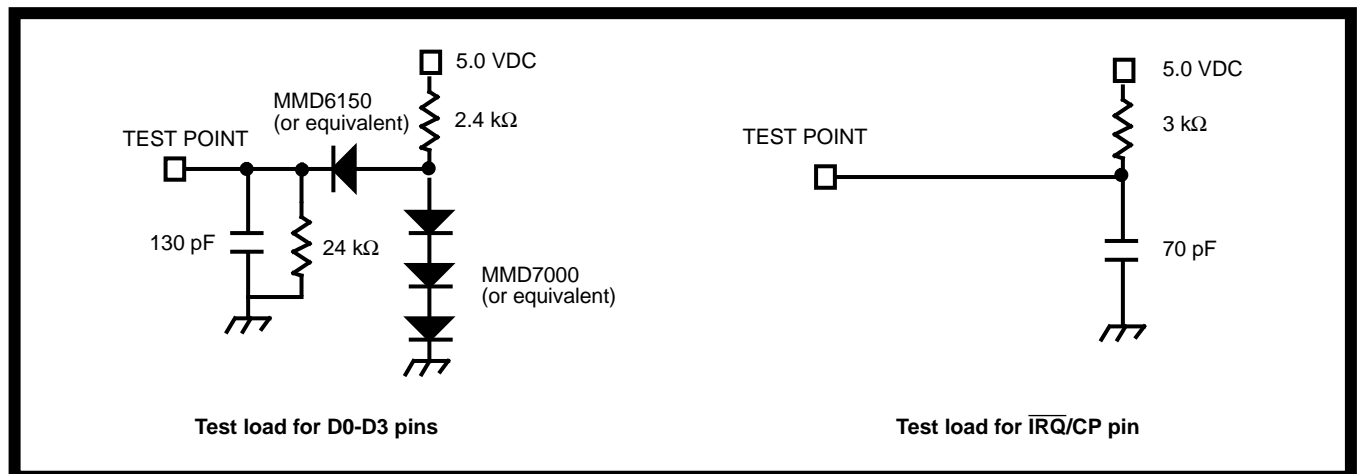 5.0 VDC
MMD6150
(or equivalent)
2.4 kΩ
TEST POINT
130 pF
24 kΩ
MMD7000
(or equivalent)
Test load for D0-D3 pins
5.0 VDC
3 kΩ
TEST POINT
70 pF
Test load for I̅R̅Q̅/CP pin